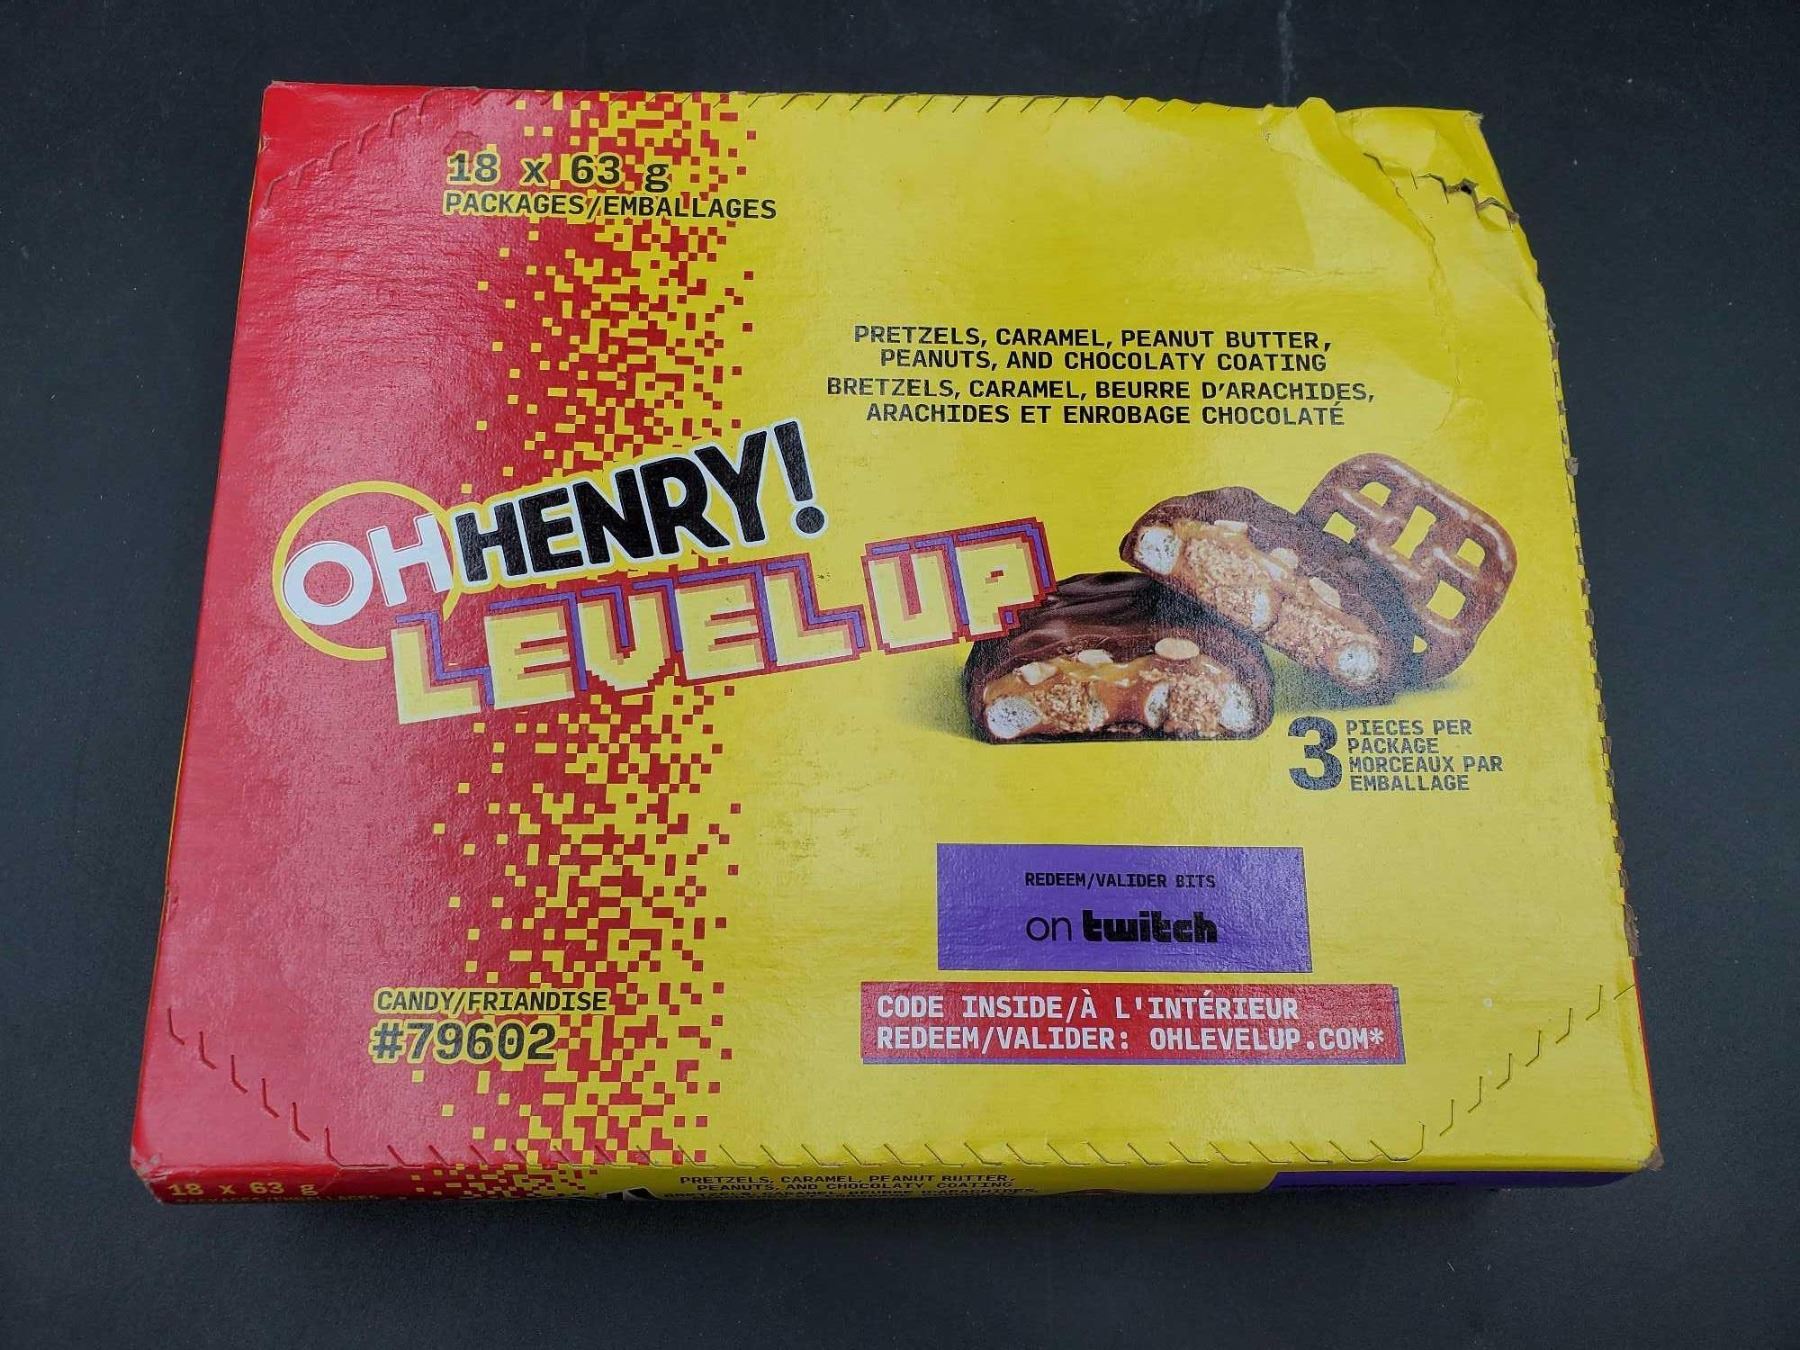 18 x 63 g
PACKAGES/EMBALLAGES
PRETZELS, CARAMEL, PEANUT BUTTER,
PEANUTS, AND CHOCOLATY COATING
BRETZELS, CARAMEL, BEURRE D'ARACHIDES,
ARACHIDES ET ENROBAGE CHOCOLATÉ
OH HENRY!
LEVEL UP
3 PIECES PER
PACKAGE
MORCEAUX PAR
EMBALLAGE
REDEEM/VALIDER BITS
on twitch
CANDY/FRIANDISE
#79602
CODE INSIDE/À L'INTÉRIEUR
REDEEM/VALIDER: OHLEVELUP.COM*
18 x 63 g
PRETZELS, CARAMEL, PEANUT BUTTER,
PEANUTS, AND CHOCOLATY COATING